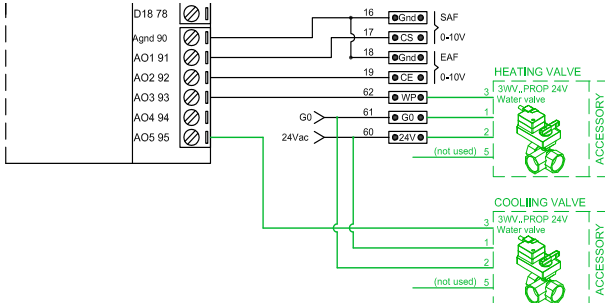 D18 78
Agnd 90
AO1 91
AO2 92
AO3 93
AO4 94
AO5 95
16 Gnd SAF
17 CS 0-10V
18 Gnd EAF
19 CE 0-10V
62 WP
G0 61 G0
24Vac 60 24V
HEATING VALVE
3 3WV..PROP 24V
Water valve
1
2
(not used) 5
ACCESSORY
COOLIING VALVE
3 3WV..PROP 24V
Water valve
1
2
(not used) 5
ACCESSORY